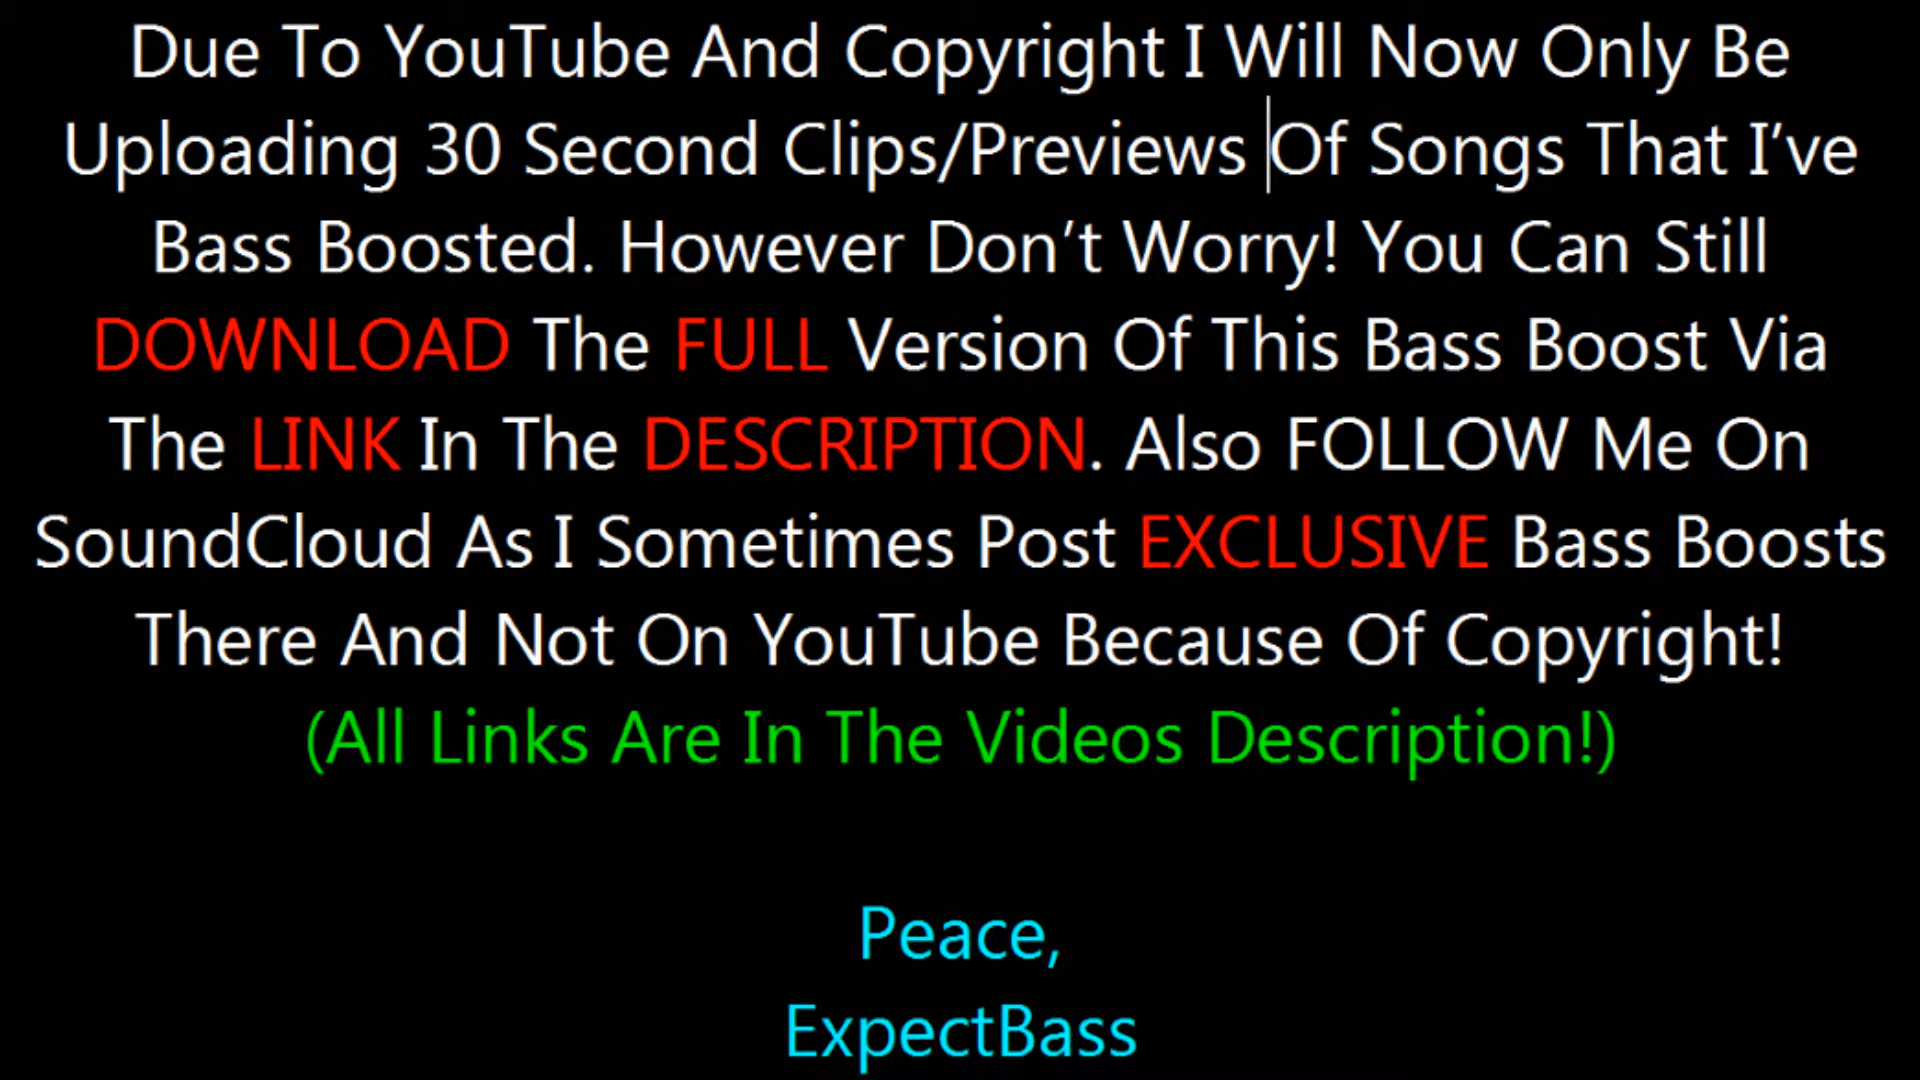 Due To YouTube And Copyright I Will Now Only Be
Uploading 30 Second Clips/Previews Of Songs That I’ve
Bass Boosted. However Don’t Worry! You Can Still
DOWNLOAD The FULL Version Of This Bass Boost Via
The LINK In The DESCRIPTION. Also FOLLOW Me On
SoundCloud As I Sometimes Post EXCLUSIVE Bass Boosts
There And Not On YouTube Because Of Copyright!
(All Links Are In The Videos Description!)
Peace,
ExpectBass